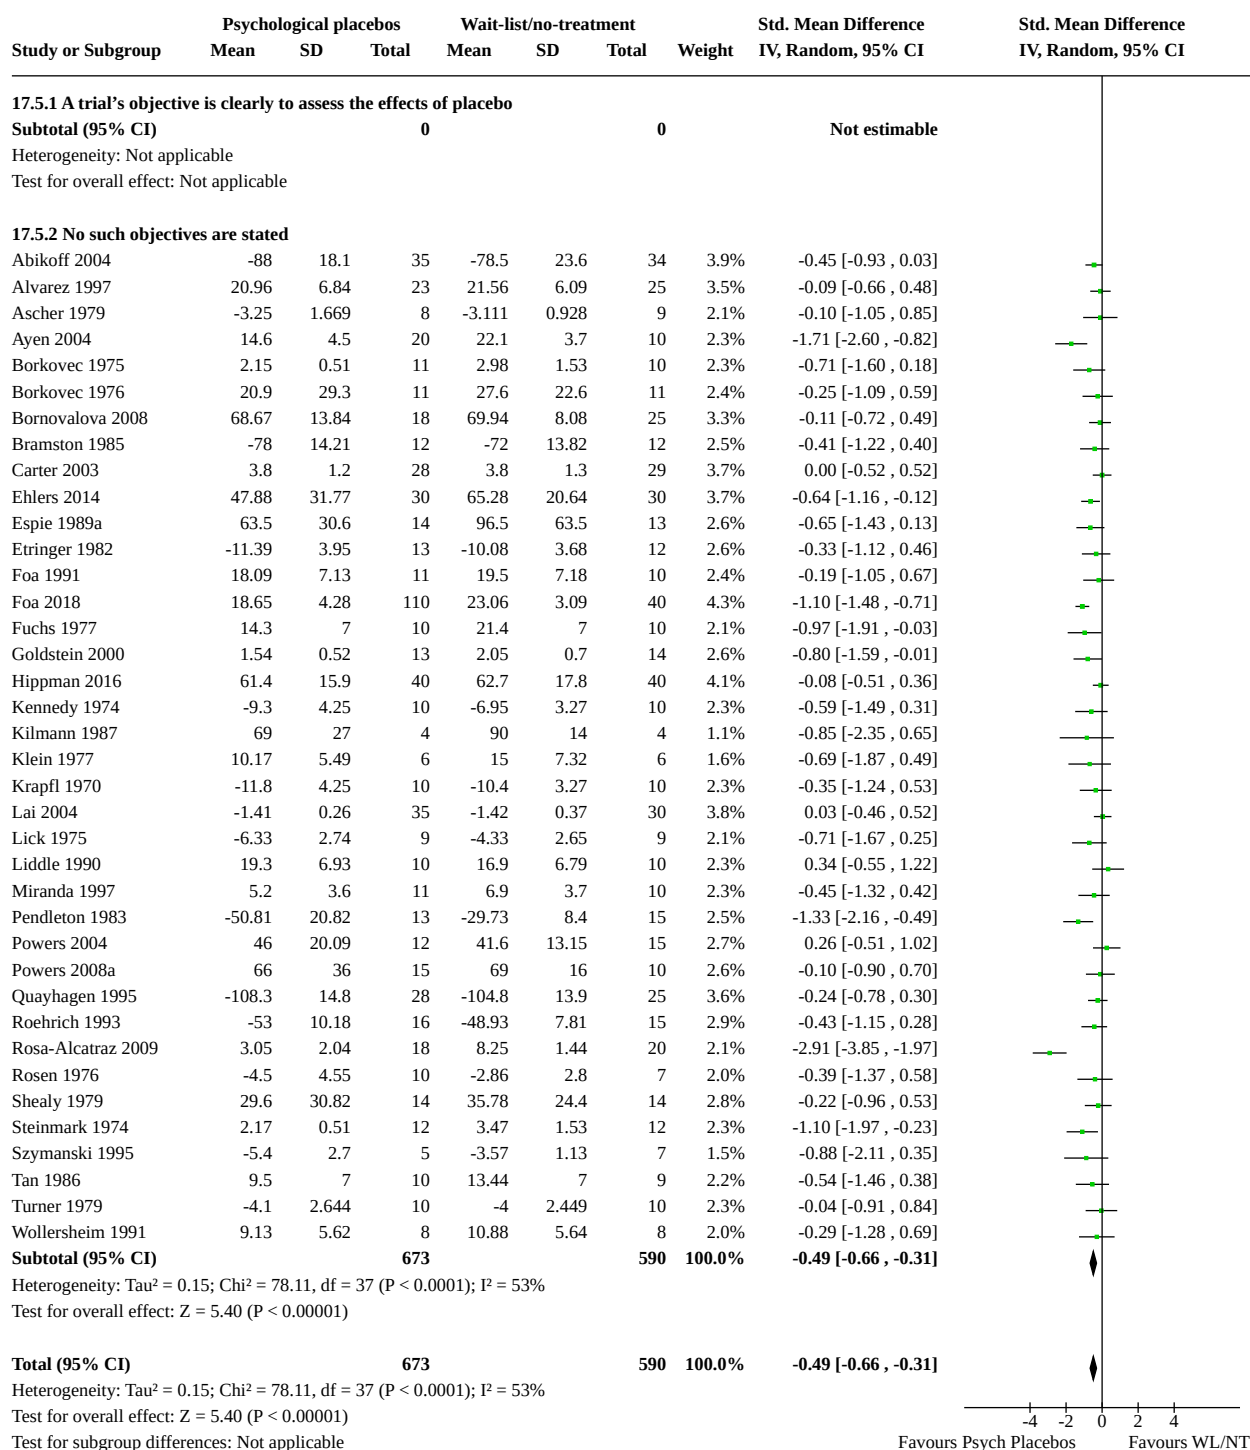 Psychological placebos Wait-list/no-treatment Std. Mean Difference Std. Mean Difference
Study or Subgroup Mean SD Total Mean SD Total Weight IV, Random, 95% CI IV, Random, 95% CI
17.5.1 A trial's objective is clearly to assess the effects of placebo
Subtotal (95% CI) 0 0 Not estimable
Heterogeneity: Not applicable
Test for overall effect: Not applicable
17.5.2 No such objectives are stated
Abikoff 2004 -88 18.1 35 -78.5 23.6 34 3.9% -0.45 [-0.93 , 0.03]
Alvarez 1997 20.96 6.84 23 21.56 6.09 25 3.5% -0.09 [-0.66 , 0.48]
Ascher 1979 -3.25 1.669 8 -3.111 0.928 9 2.1% -0.10 [-1.05 , 0.85]
Ayen 2004 14.6 4.5 20 22.1 3.7 10 2.3% -1.71 [-2.60 , -0.82]
Borkovec 1975 2.15 0.51 11 2.98 1.53 10 2.3% -0.71 [-1.60 , 0.18]
Borkovec 1976 20.9 29.3 11 27.6 22.6 11 2.4% -0.25 [-1.09 , 0.59]
Bornovalova 2008 68.67 13.84 18 69.94 8.08 25 3.3% -0.11 [-0.72 , 0.49]
Bramston 1985 -78 14.21 12 -72 13.82 12 2.5% -0.41 [-1.22 , 0.40]
Carter 2003 3.8 1.2 28 3.8 1.3 29 3.7% 0.00 [-0.52 , 0.52]
Ehlers 2014 47.88 31.77 30 65.28 20.64 30 3.7% -0.64 [-1.16 , -0.12]
Espie 1989a 63.5 30.6 14 96.5 63.5 13 2.6% -0.65 [-1.43 , 0.13]
Etringer 1982 -11.39 3.95 13 -10.08 3.68 12 2.6% -0.33 [-1.12 , 0.46]
Foa 1991 18.09 7.13 11 19.5 7.18 10 2.4% -0.19 [-1.05 , 0.67]
Foa 2018 18.65 4.28 110 23.06 3.09 40 4.3% -1.10 [-1.48 , -0.71]
Fuchs 1977 14.3 7 10 21.4 7 10 2.1% -0.97 [-1.91 , -0.03]
Goldstein 2000 1.54 0.52 13 2.05 0.7 14 2.6% -0.80 [-1.59 , -0.01]
Hippman 2016 61.4 15.9 40 62.7 17.8 40 4.1% -0.08 [-0.51 , 0.36]
Kennedy 1974 -9.3 4.25 10 -6.95 3.27 10 2.3% -0.59 [-1.49 , 0.31]
Kilmann 1987 69 27 4 90 14 4 1.1% -0.85 [-2.35 , 0.65]
Klein 1977 10.17 5.49 6 15 7.32 6 1.6% -0.69 [-1.87 , 0.49]
Krapfl 1970 -11.8 4.25 10 -10.4 3.27 10 2.3% -0.35 [-1.24 , 0.53]
Lai 2004 -1.41 0.26 35 -1.42 0.37 30 3.8% 0.03 [-0.46 , 0.52]
Lick 1975 -6.33 2.74 9 -4.33 2.65 9 2.1% -0.71 [-1.67 , 0.25]
Liddle 1990 19.3 6.93 10 16.9 6.79 10 2.3% 0.34 [-0.55 , 1.22]
Miranda 1997 5.2 3.6 11 6.9 3.7 10 2.3% -0.45 [-1.32 , 0.42]
Pendleton 1983 -50.81 20.82 13 -29.73 8.4 15 2.5% -1.33 [-2.16 , -0.49]
Powers 2004 46 20.09 12 41.6 13.15 15 2.7% 0.26 [-0.51 , 1.02]
Powers 2008a 66 36 15 69 16 10 2.6% -0.10 [-0.90 , 0.70]
Quayhagen 1995 -108.3 14.8 28 -104.8 13.9 25 3.6% -0.24 [-0.78 , 0.30]
Roehrich 1993 -53 10.18 16 -48.93 7.81 15 2.9% -0.43 [-1.15 , 0.28]
Rosa-Alcatraz 2009 3.05 2.04 18 8.25 1.44 20 2.1% -2.91 [-3.85 , -1.97]
Rosen 1976 -4.5 4.55 10 -2.86 2.8 7 2.0% -0.39 [-1.37 , 0.58]
Shealy 1979 29.6 30.82 14 35.78 24.4 14 2.8% -0.22 [-0.96 , 0.53]
Steinmark 1974 2.17 0.51 12 3.47 1.53 12 2.3% -1.10 [-1.97 , -0.23]
Szymanski 1995 -5.4 2.7 5 -3.57 1.13 7 1.5% -0.88 [-2.11 , 0.35]
Tan 1986 9.5 7 10 13.44 7 9 2.2% -0.54 [-1.46 , 0.38]
Turner 1979 -4.1 2.644 10 -4 2.449 10 2.3% -0.04 [-0.91 , 0.84]
Wollersheim 1991 9.13 5.62 8 10.88 5.64 8 2.0% -0.29 [-1.28 , 0.69]
Subtotal (95% CI) 673 590 100.0% -0.49 [-0.66 , -0.31]
Heterogeneity: Tau² = 0.15; Chi² = 78.11, df = 37 (P < 0.0001); I² = 53%
Test for overall effect: Z = 5.40 (P < 0.00001)
Total (95% CI) 673 590 100.0% -0.49 [-0.66 , -0.31]
Heterogeneity: Tau² = 0.15; Chi² = 78.11, df = 37 (P < 0.0001); I² = 53%
Test for overall effect: Z = 5.40 (P < 0.00001)
-4 -2 0 2 4
Test for subgroup differences: Not applicable Favours Psych Placebos Favours WL/NT